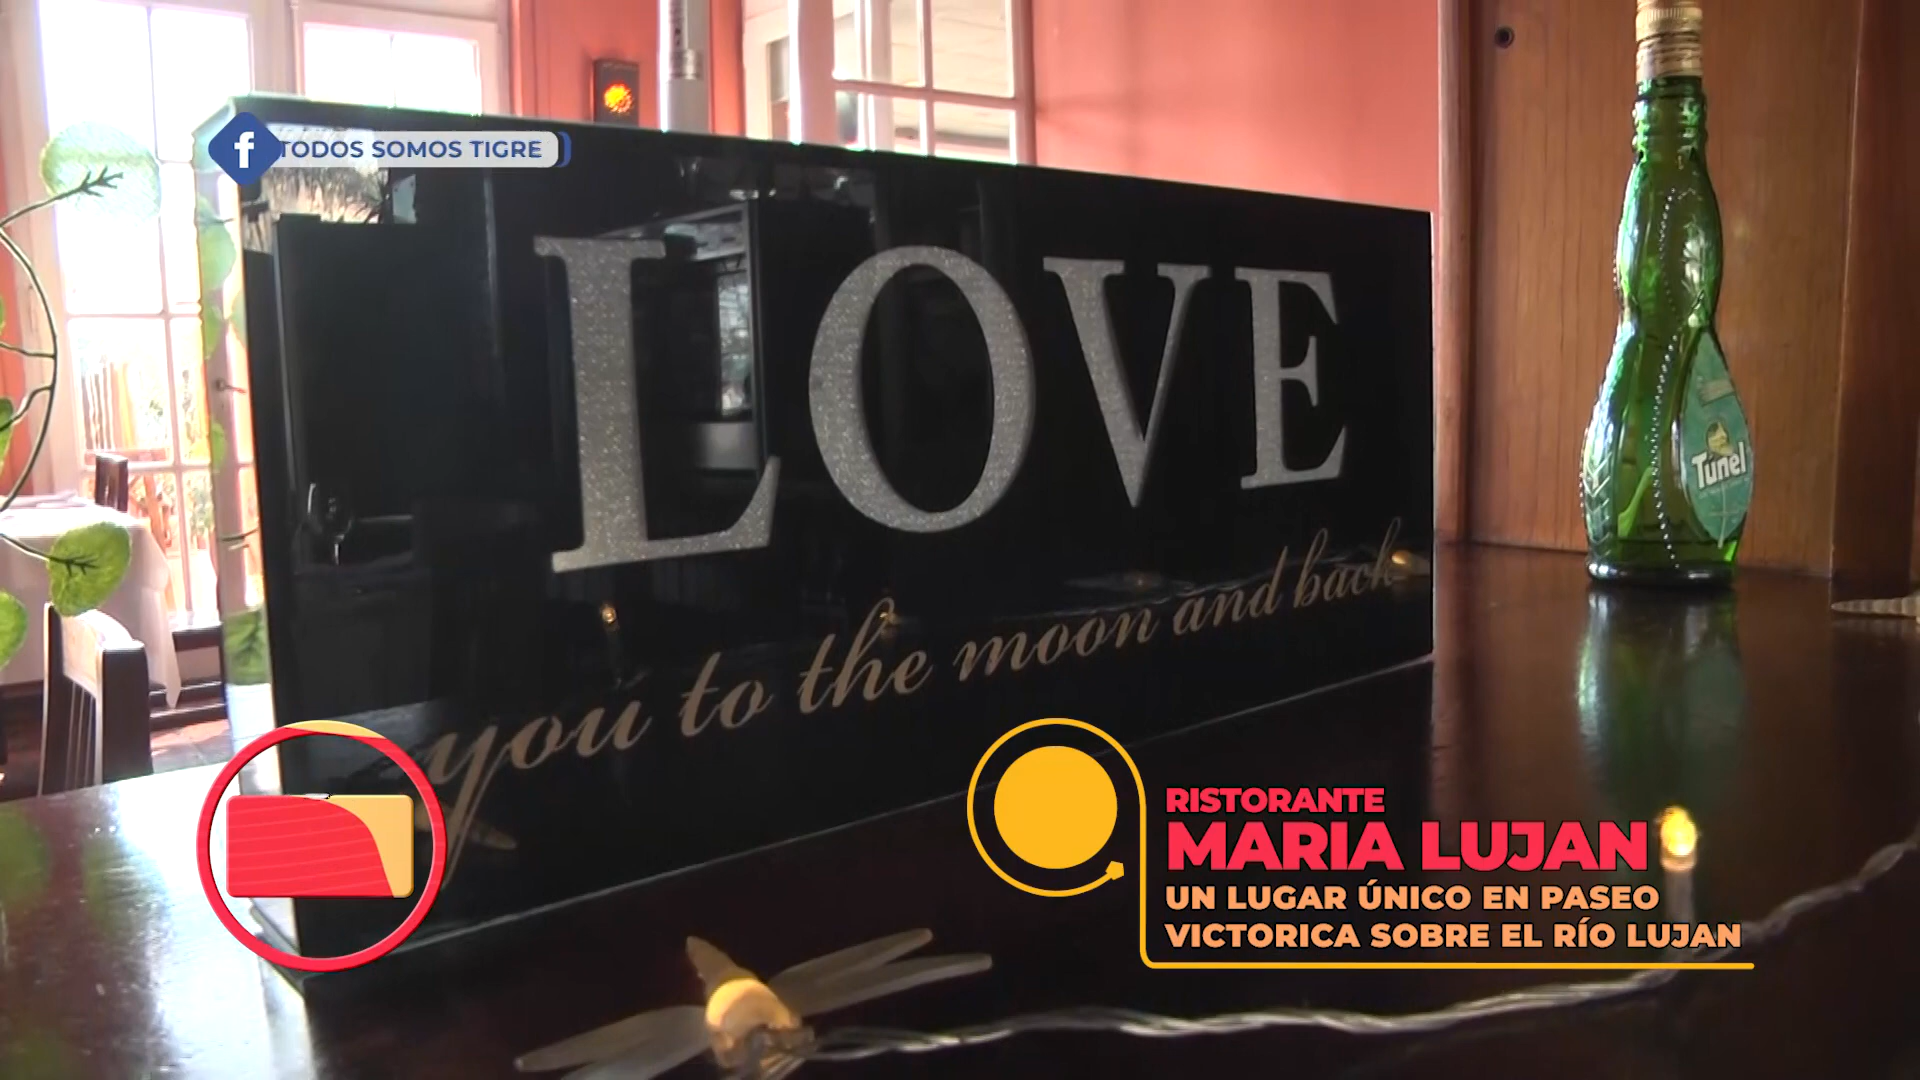 f TODOS SOMOS TIGRE
LOVE
you to the moon and back
Tunel
RISTORANTE
MARIA LUJAN
UN LUGAR ÚNICO EN PASEO
VICTORICA SOBRE EL RÍO LUJAN